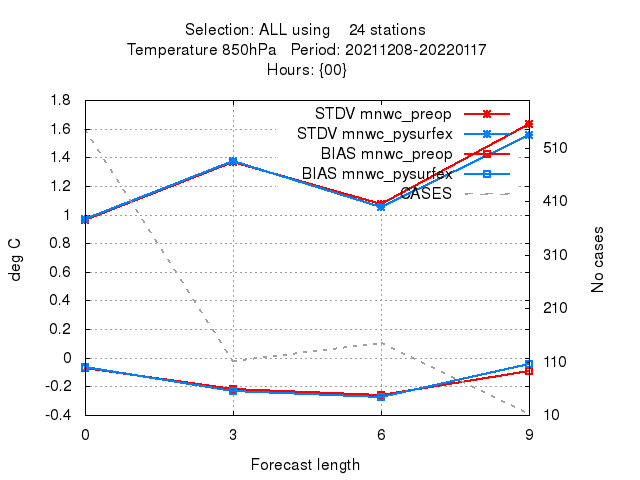 Selection: ALL using    24 stations
Temperature 850hPa   Period: 20211208-20220117
Hours: {00}
STDV mnwc_preop
STDV mnwc_pysurfex
BIAS mnwc_preop
BIAS mnwc_pysurfex
CASES
1.8
1.6
1.4
1.2
1
0.8
0.6
0.4
0.2
0
-0.2
-0.4
deg C
510
410
310
210
110
10
No cases
0 3 6 9
Forecast length